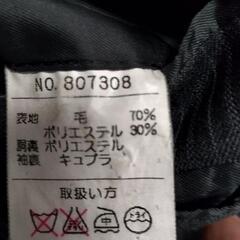 NO.807308
表地 毛 70%
ポリエステル 30%
胴裏 ポリエステル
袖裏 キュプラ
取扱い方